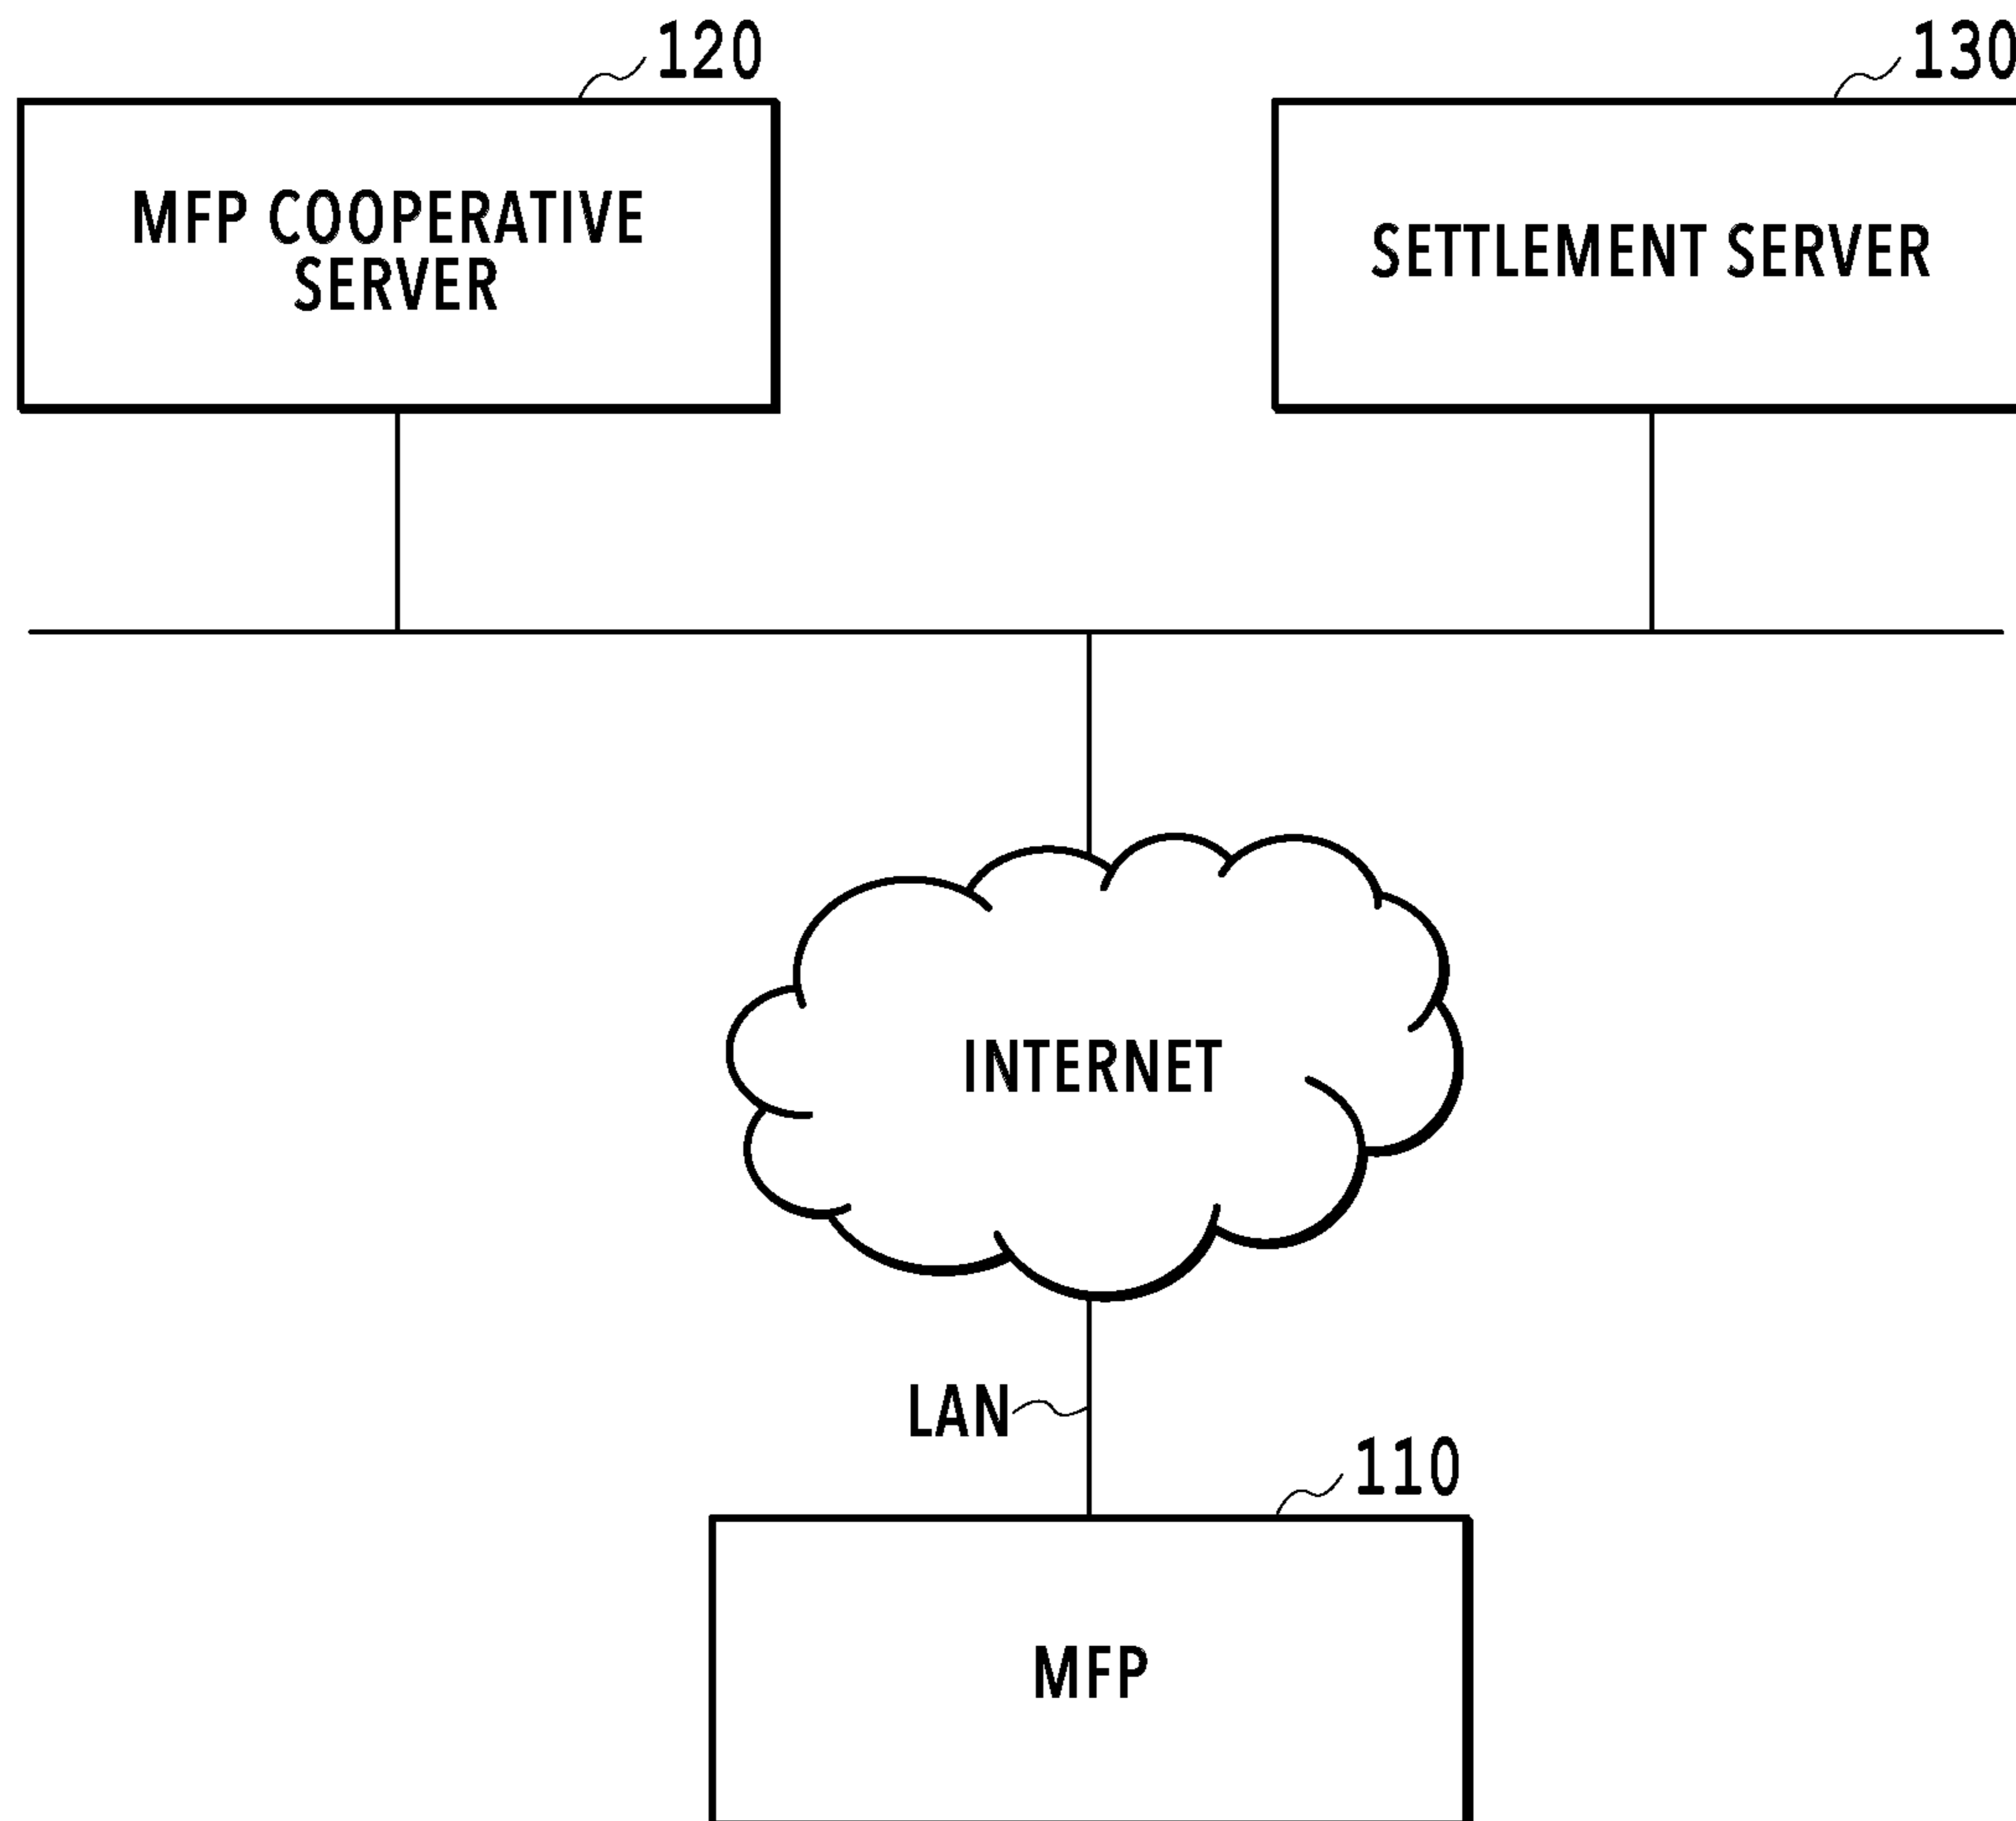 120
130
MFP COOPERATIVE
SERVER
SETTLEMENT SERVER
INTERNET
LAN
110
MFP